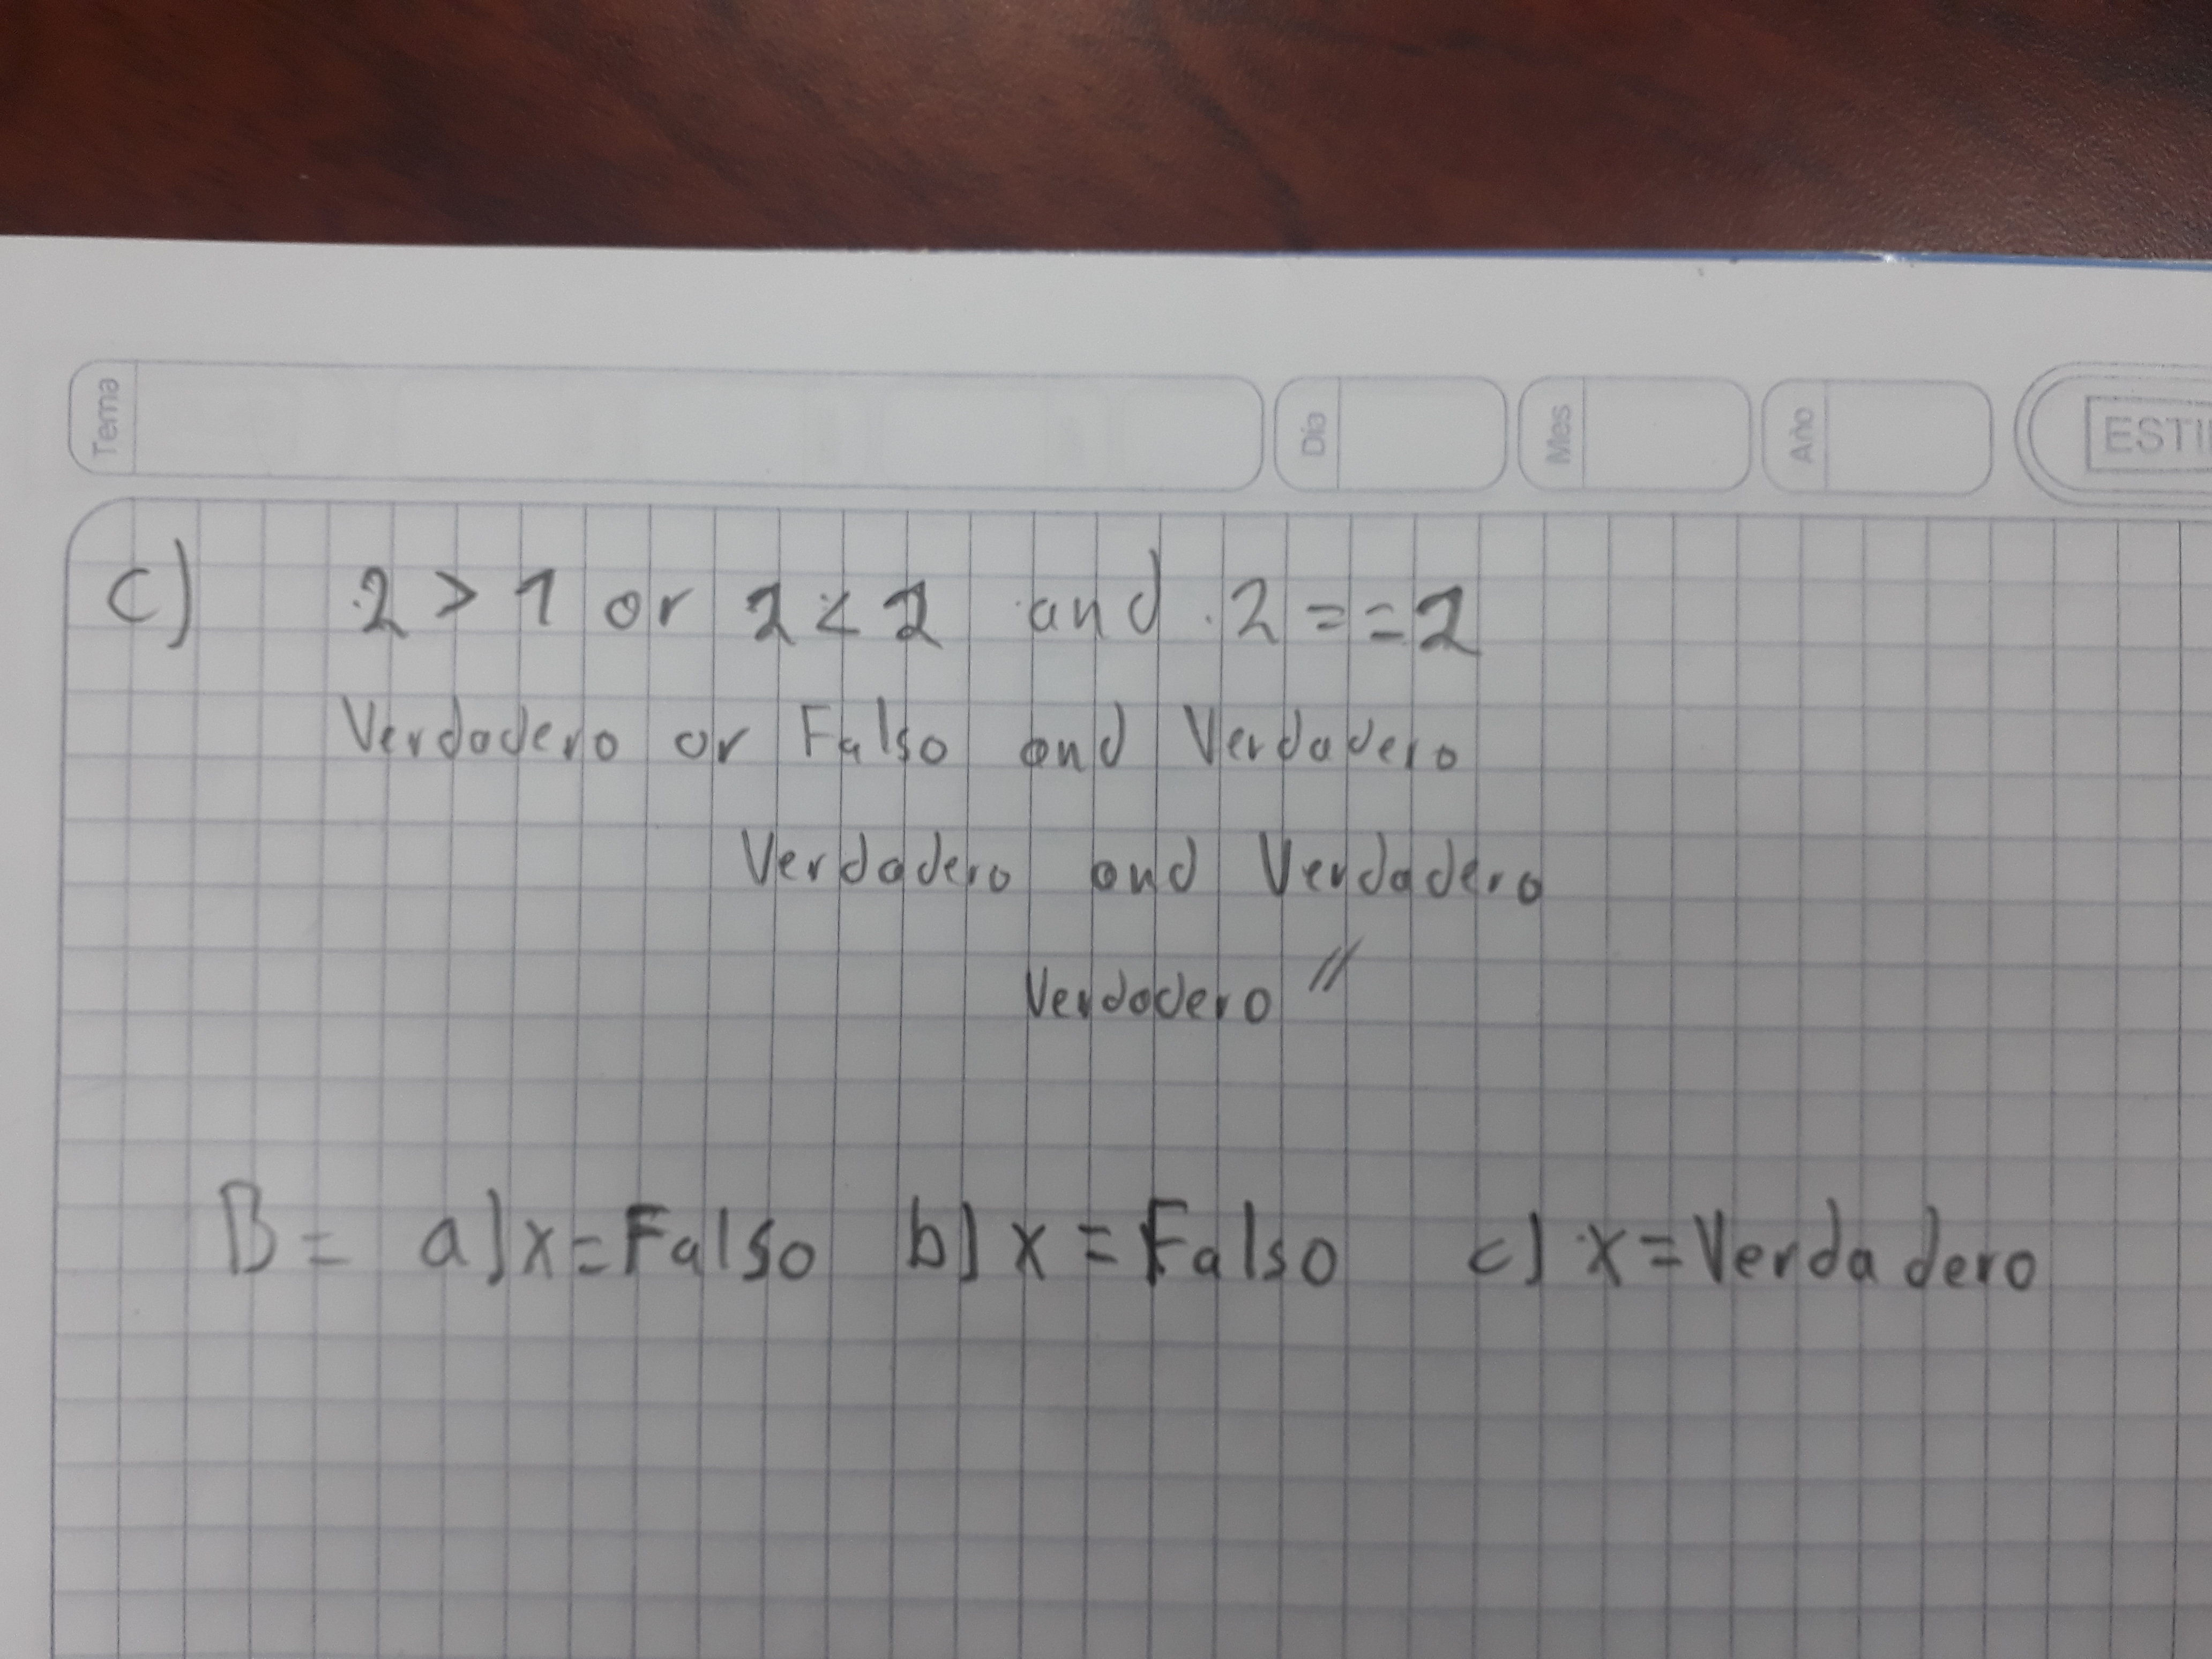 Tema Día Mes Año
C) 2 > 1 or 2 < 2 and 2 == 2
Verdadero or Falso and Verdadero
Verdadero and Verdadero
Verdadero //
B = a) x = Falso b) x = Falso c) x = Verdadero